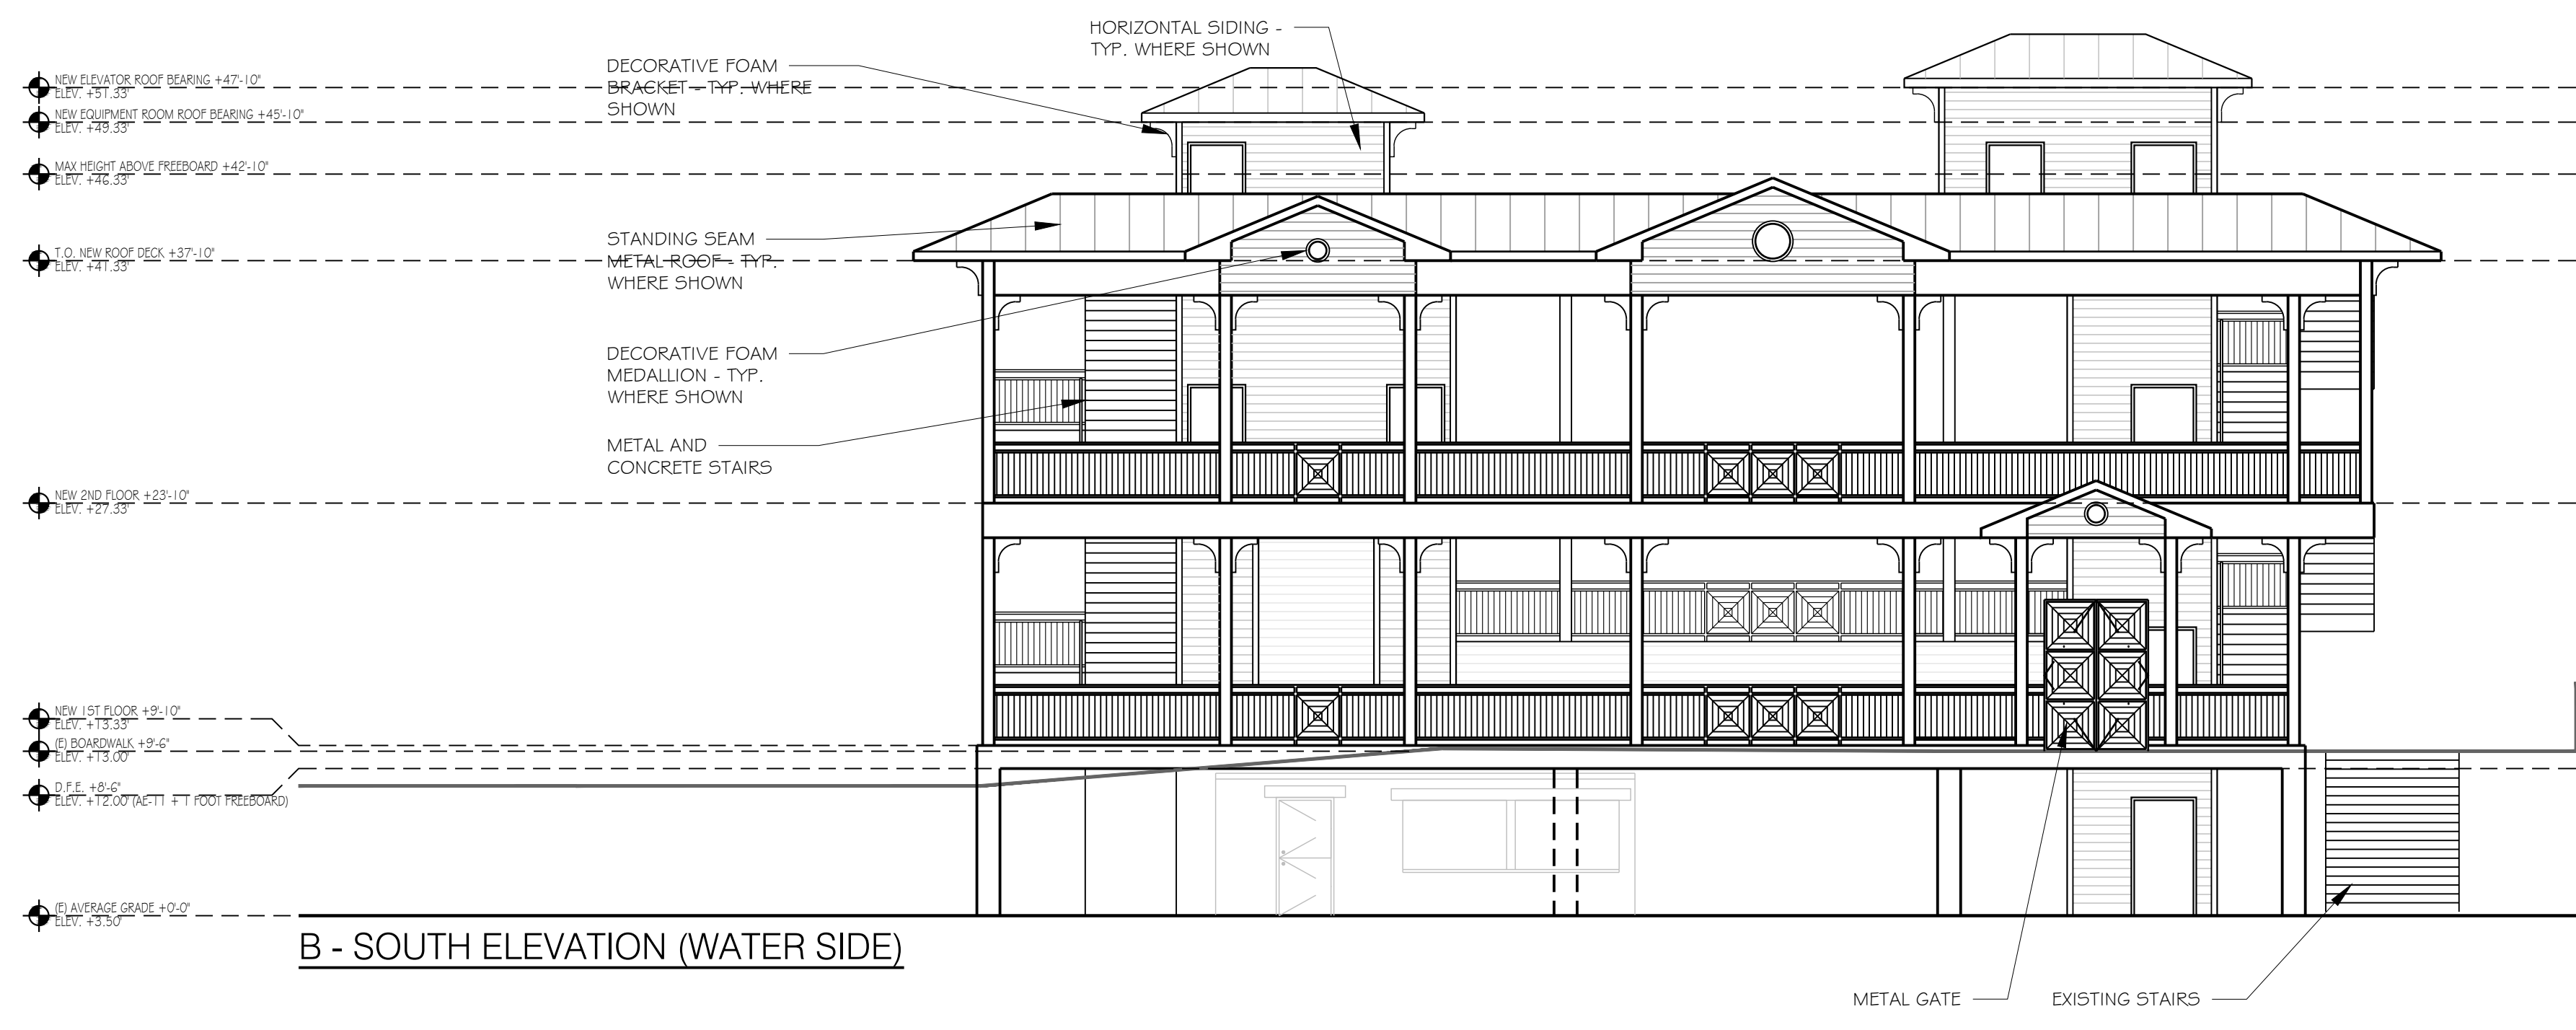 HORIZONTAL SIDING -
TYP. WHERE SHOWN
DECORATIVE FOAM
BRACKET - TYP. WHERE
SHOWN
NEW ELEVATOR ROOF BEARING +47'-10"
ELEV. +51.33'
NEW EQUIPMENT ROOM ROOF BEARING +45'-10"
ELEV. +49.33'
MAX HEIGHT ABOVE FREEBOARD +42'-10"
ELEV. +46.33'
STANDING SEAM
METAL ROOF - TYP.
WHERE SHOWN
T.O. NEW ROOF DECK +37'-10"
ELEV. +41.33'
DECORATIVE FOAM
MEDALLION - TYP.
WHERE SHOWN
METAL AND
CONCRETE STAIRS
NEW 2ND FLOOR +23'-10"
ELEV. +27.33'
NEW 1ST FLOOR +9'-10"
ELEV. +13.33'
(E) BOARDWALK +9'-6"
ELEV. +13.00'
D.F.E. +8'-6"
ELEV. +12.00' (AE-11 + 1 FOOT FREEBOARD)
(E) AVERAGE GRADE +0'-0"
ELEV. +3.50'
B - SOUTH ELEVATION (WATER SIDE)
METAL GATE
EXISTING STAIRS